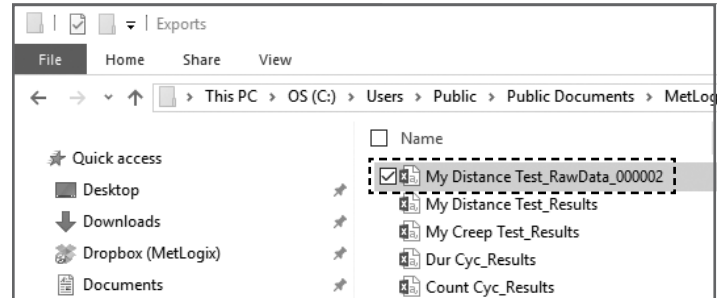 Exports
File Home Share View
This PC > OS (C:) > Users > Public > Public Documents > MetLog
Name
Quick access
Desktop
Downloads
Dropbox (MetLogix)
Documents
My Distance Test_RawData_000002
My Distance Test_Results
My Creep Test_Results
Dur Cyc_Results
Count Cyc_Results